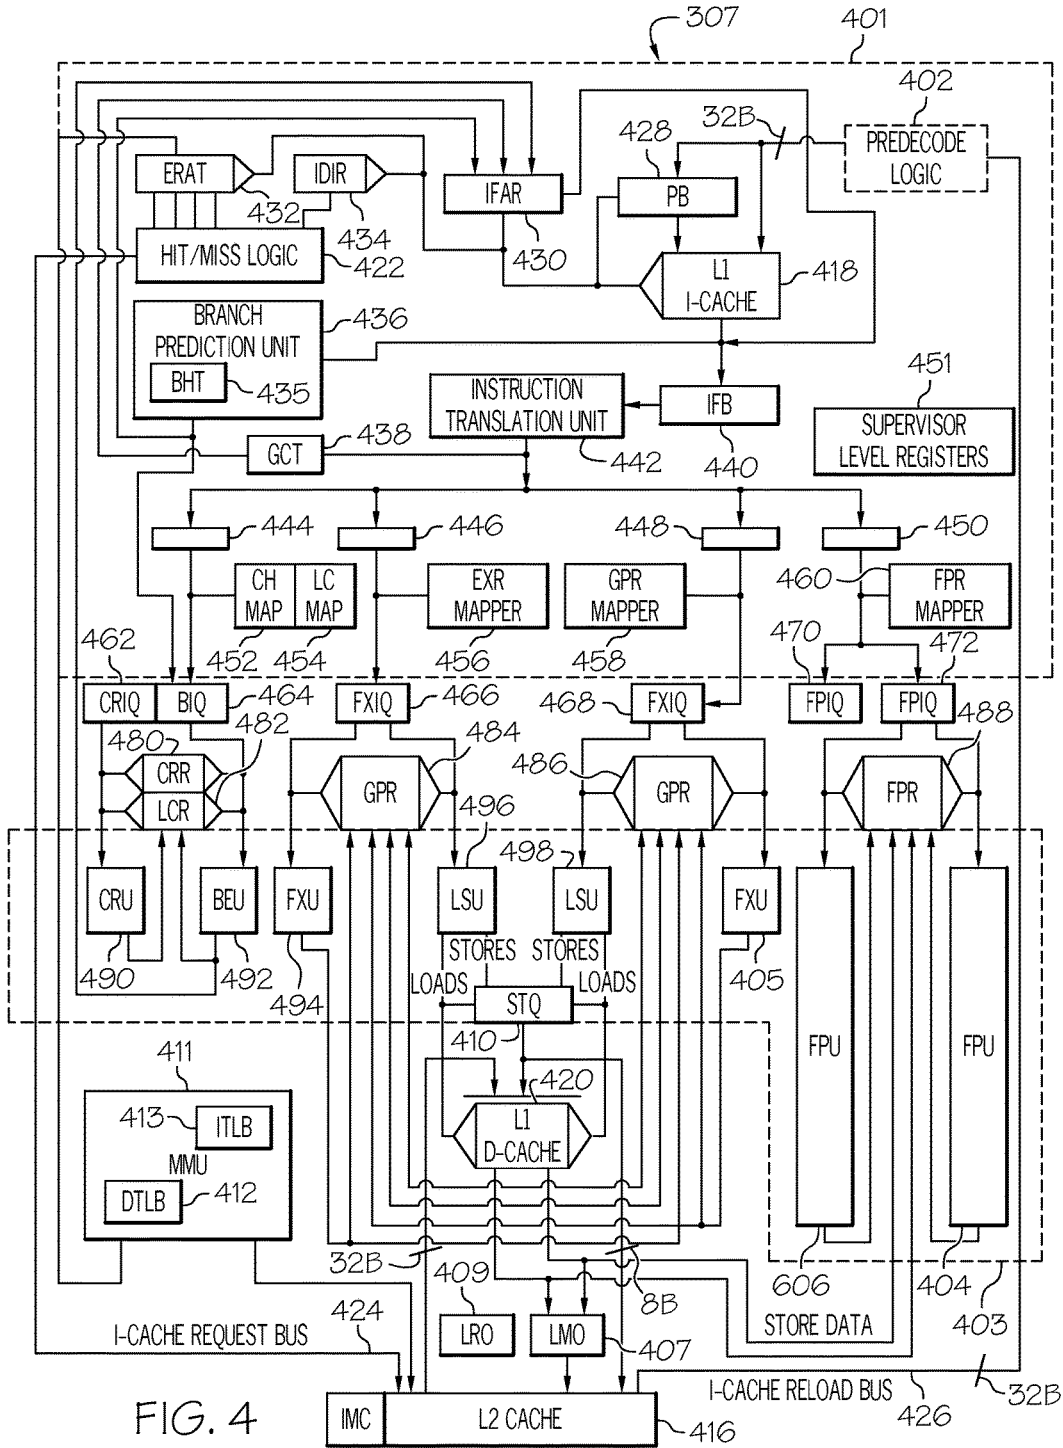 307
401
402
32B
428
PREDECODE
LOGIC
ERAT
432
IDIR
434
IFAR
430
PB
HIT/MISS LOGIC
422
L1
I-CACHE
418
BRANCH
PREDICTION UNIT
436
BHT
435
INSTRUCTION
TRANSLATION UNIT
442
IFB
440
451
SUPERVISOR
LEVEL REGISTERS
GCT
438
444
446
448
450
CH
MAP
LC
MAP
452
454
EXR
MAPPER
456
GPR
MAPPER
458
460
FPR
MAPPER
462
470
472
CRIQ
BIQ
464
FXIQ
466
468
FXIQ
FPIQ
FPIQ
480
482
484
486
488
CRR
LCR
GPR
GPR
FPR
496
498
CRU
490
BEU
492
FXU
494
LSU
LSU
FXU
405
STORES
STORES
LOADS
LOADS
STQ
410
FPU
FPU
411
413
ITLB
MMU
DTLB
412
420
L1
D-CACHE
32B
8B
606
404
403
409
LRO
LMO
407
STORE DATA
424
I-CACHE REQUEST BUS
I-CACHE RELOAD BUS
426
32B
FIG. 4
IMC
L2 CACHE
416